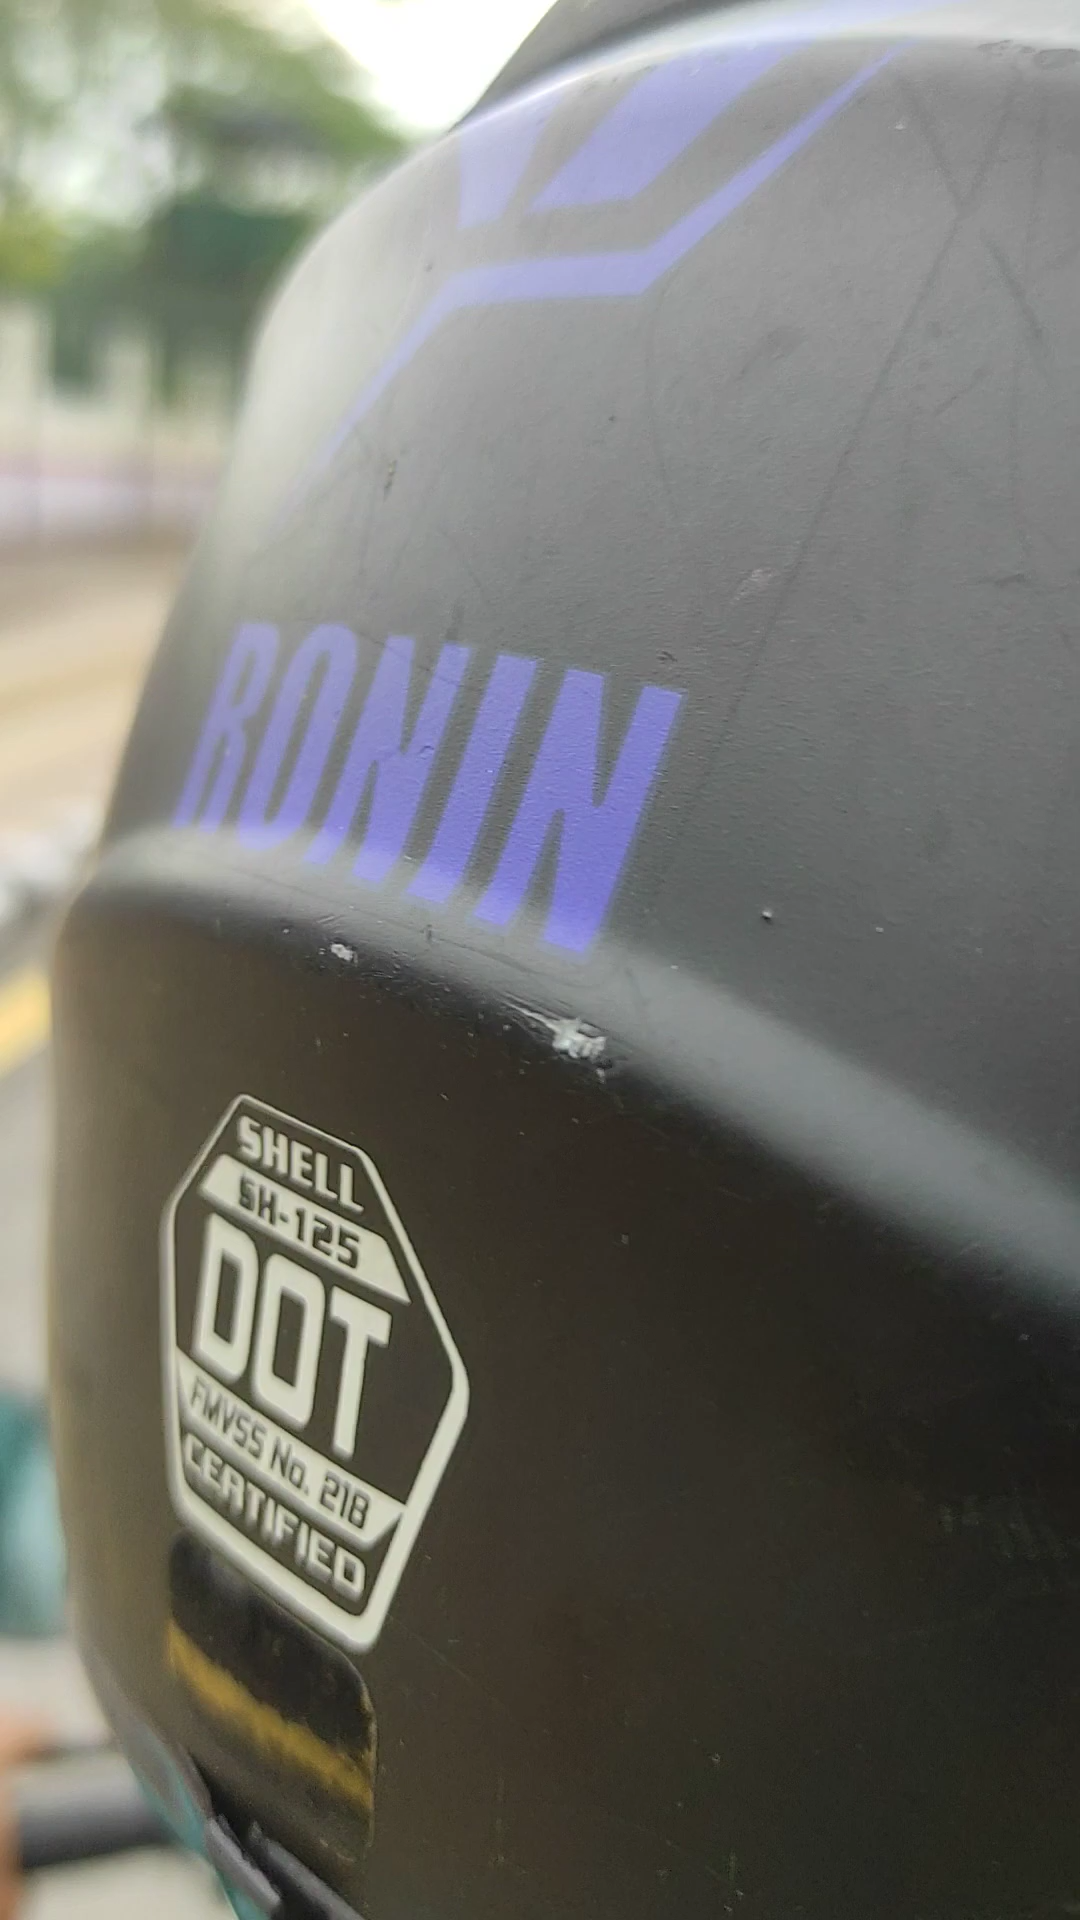 RONIN
SHELL
SH-125
DOT
FMVSS No. 218
CERTIFIED